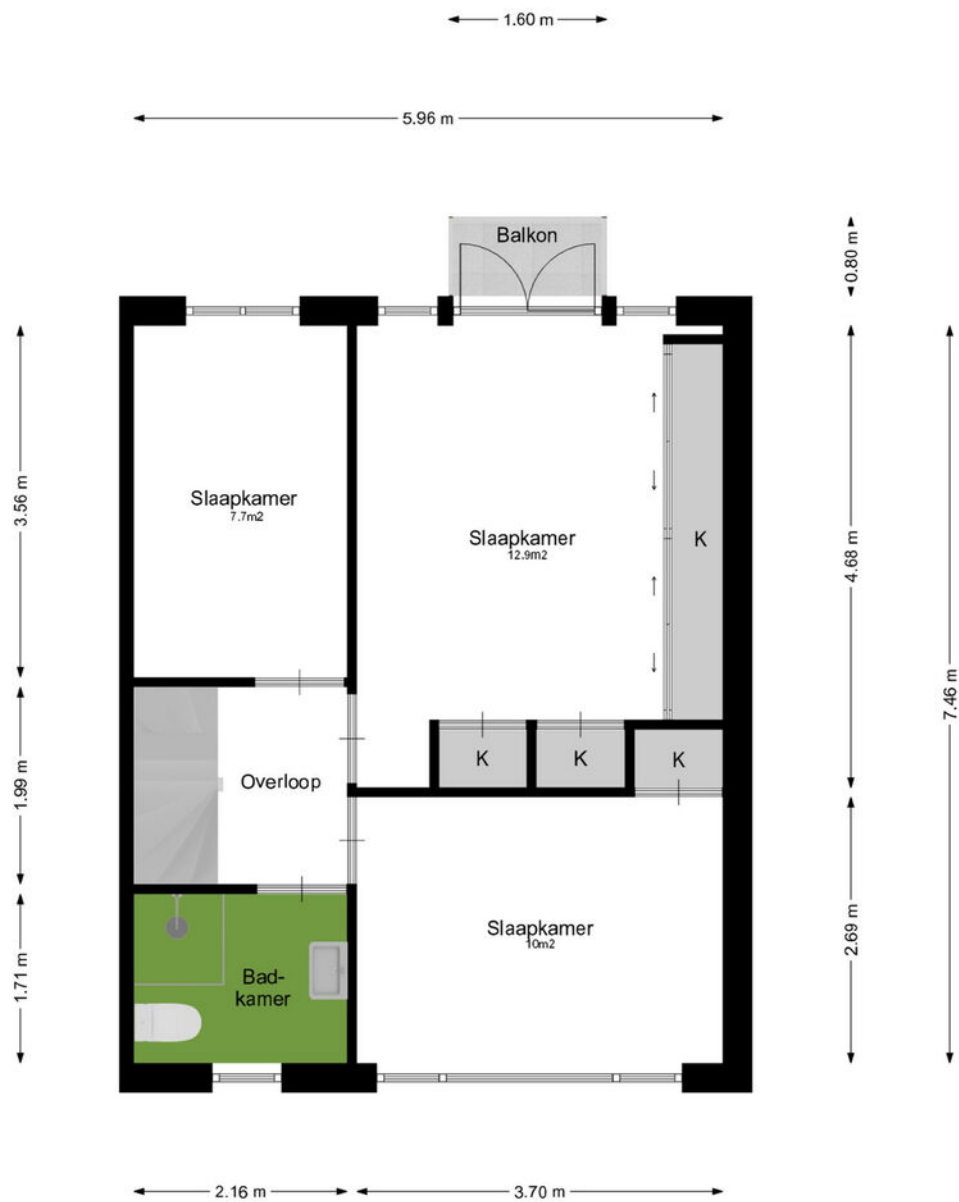 1.60 m
5.96 m
Balkon
0.80 m
3.56 m
Slaapkamer
7.7m2
Slaapkamer
12.9m2
K
4.68 m
7.46 m
K
K
K
1.99 m
Overloop
Slaapkamer
10m2
2.69 m
1.71 m
Bad-
kamer
2.16 m
3.70 m